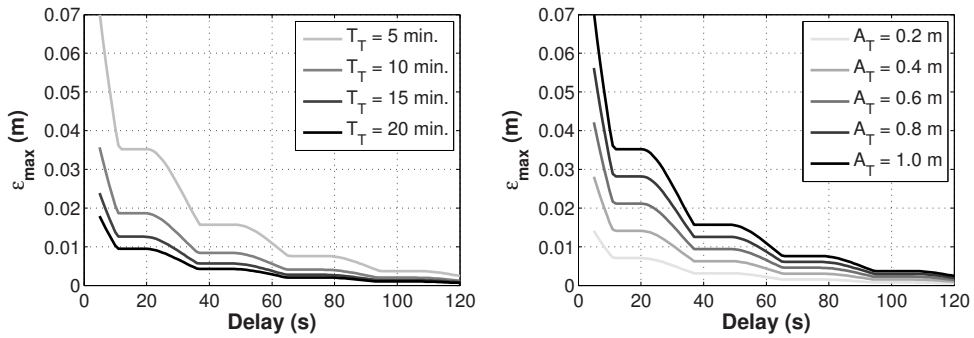 0.07
0.06
0.05
0.04
0.03
0.02
0.01
0
ε_max (m)
0 20 40 60 80 100 120
Delay (s)
T_T = 5 min.
T_T = 10 min.
T_T = 15 min.
T_T = 20 min.
0.07
0.06
0.05
0.04
0.03
0.02
0.01
0
ε_max (m)
0 20 40 60 80 100 120
Delay (s)
A_T = 0.2 m
A_T = 0.4 m
A_T = 0.6 m
A_T = 0.8 m
A_T = 1.0 m